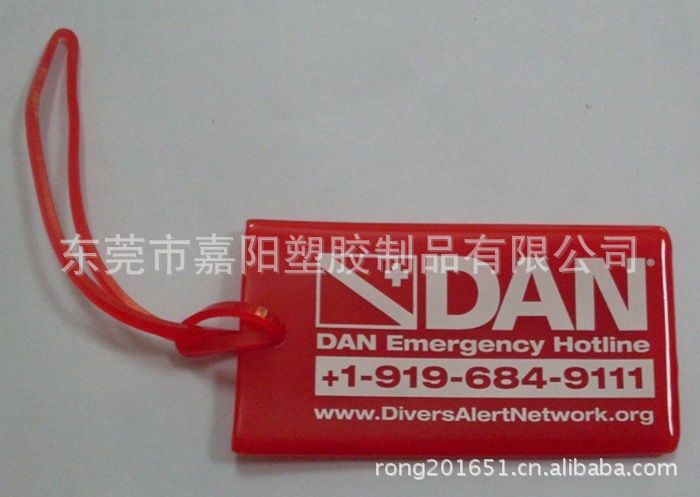 东莞市嘉阳塑胶制品有限公司
DAN
DAN Emergency Hotline
+1-919-684-9111
www.DiversAlertNetwork.org
rong201651.cn.alibaba.com